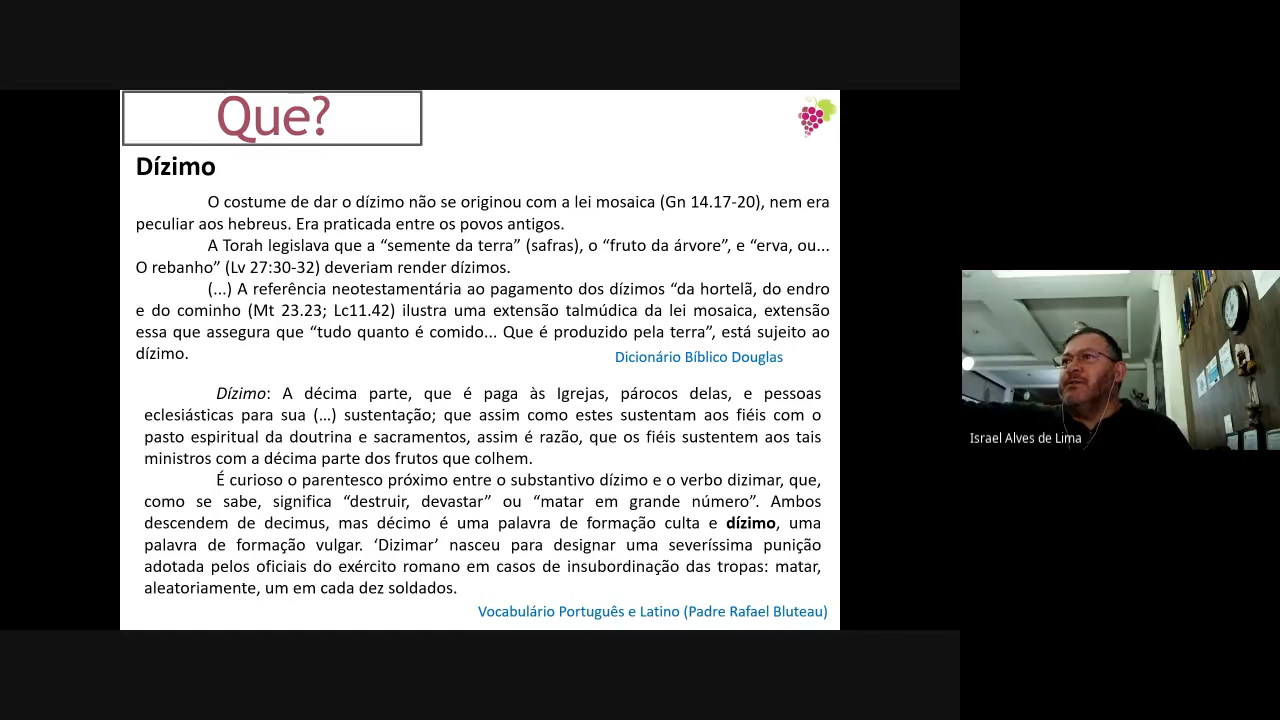 Que?
Dízimo
O costume de dar o dízimo não se originou com a lei mosaica (Gn 14.17-20), nem era
peculiar aos hebreus. Era praticada entre os povos antigos.
A Torah legislava que a “semente da terra” (safras), o “fruto da árvore”, e “erva, ou...
O rebanho” (Lv 27:30-32) deveriam render dízimos.
(...) A referência neotestamentária ao pagamento dos dízimos “da hortelã, do endro
e do cominho (Mt 23.23; Lc11.42) ilustra uma extensão talmúdica da lei mosaica, extensão
essa que assegura que “tudo quanto é comido... Que é produzido pela terra”, está sujeito ao
dízimo.
Dicionário Bíblico Douglas
Dízimo: A décima parte, que é paga às Igrejas, párocos delas, e pessoas
eclesiásticas para sua (...) sustentação; que assim como estes sustentam aos fiéis com o
pasto espiritual da doutrina e sacramentos, assim é razão, que os fiéis sustentem aos tais
ministros com a décima parte dos frutos que colhem.
É curioso o parentesco próximo entre o substantivo dízimo e o verbo dizimar, que,
como se sabe, significa “destruir, devastar” ou “matar em grande número”. Ambos
descendem de decimus, mas décimo é uma palavra de formação culta e dízimo, uma
palavra de formação vulgar. ‘Dizimar’ nasceu para designar uma severíssima punição
adotada pelos oficiais do exército romano em casos de insubordinação das tropas: matar,
aleatoriamente, um em cada dez soldados.
Vocabulário Português e Latino (Padre Rafael Bluteau)
Israel Alves de Lima